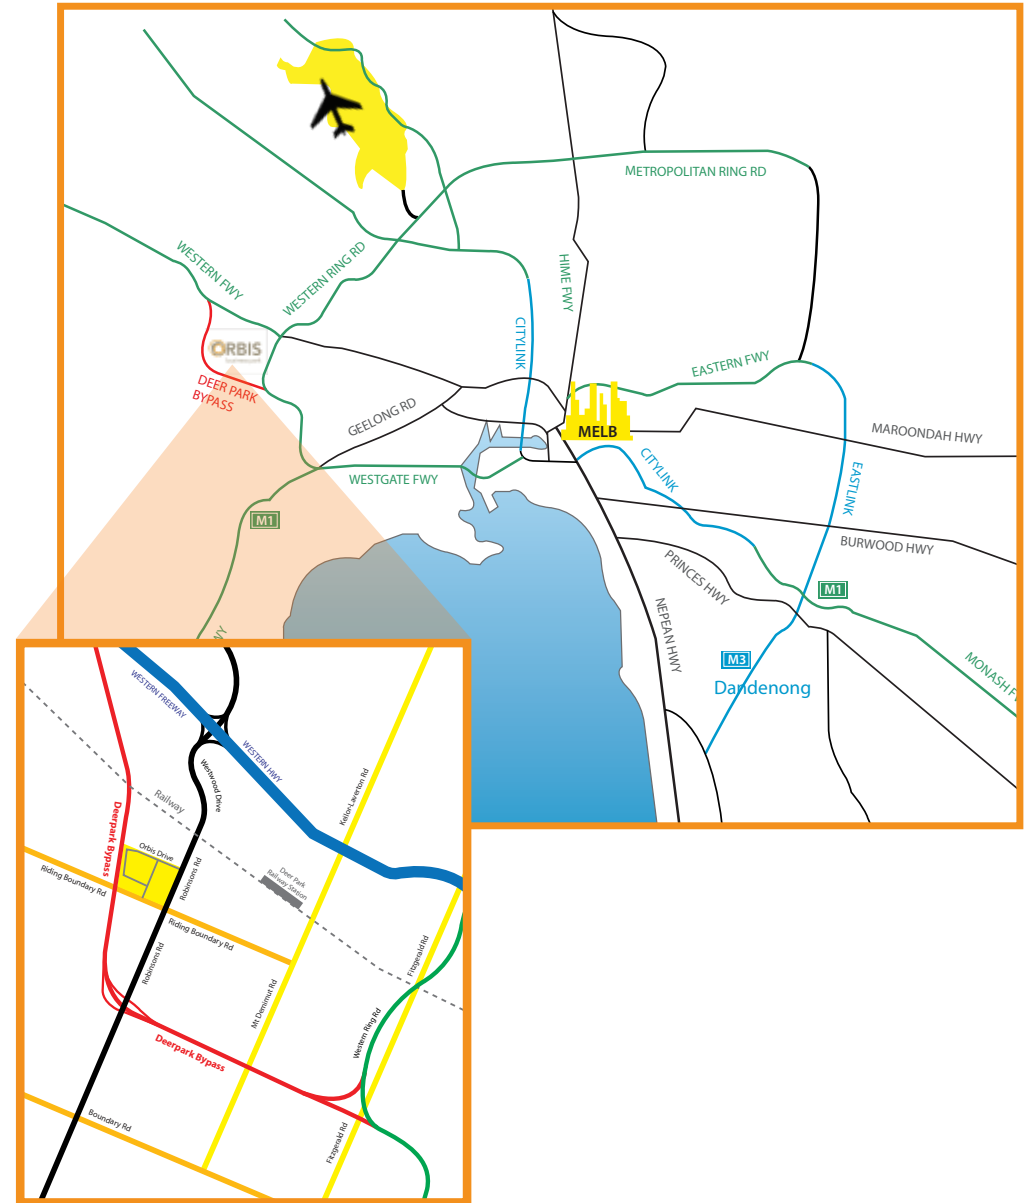 METROPOLITAN RING RD
WESTERN FWY
WESTERN RING RD
HIME FWY
CITYLINK
ORBIS
EASTERN FWY
DEER PARK
BYPASS
GEELONG RD
MELB
MAROONDAH HWY
CITYLINK
WESTGATE FWY
EASTLINK
M1
BURWOOD HWY
PRINCES HWY
M1
NEPEAN HWY
WY
M3
Dandenong
MONASH F
WESTERN FREEWAY
WESTERN HWY
Westwood Drive
Keilor-Laverton Rd
Railway
Deerpark Bypass
Orbis Drive
Robinsons Rd
Deer Park
Railway Station
Riding Boundary Rd
Riding Boundary Rd
Robinsons Rd
Fitzgerald Rd
Mt Derrimut Rd
Western Ring Rd
Deerpark Bypass
Boundary Rd
Fitzgerald Rd